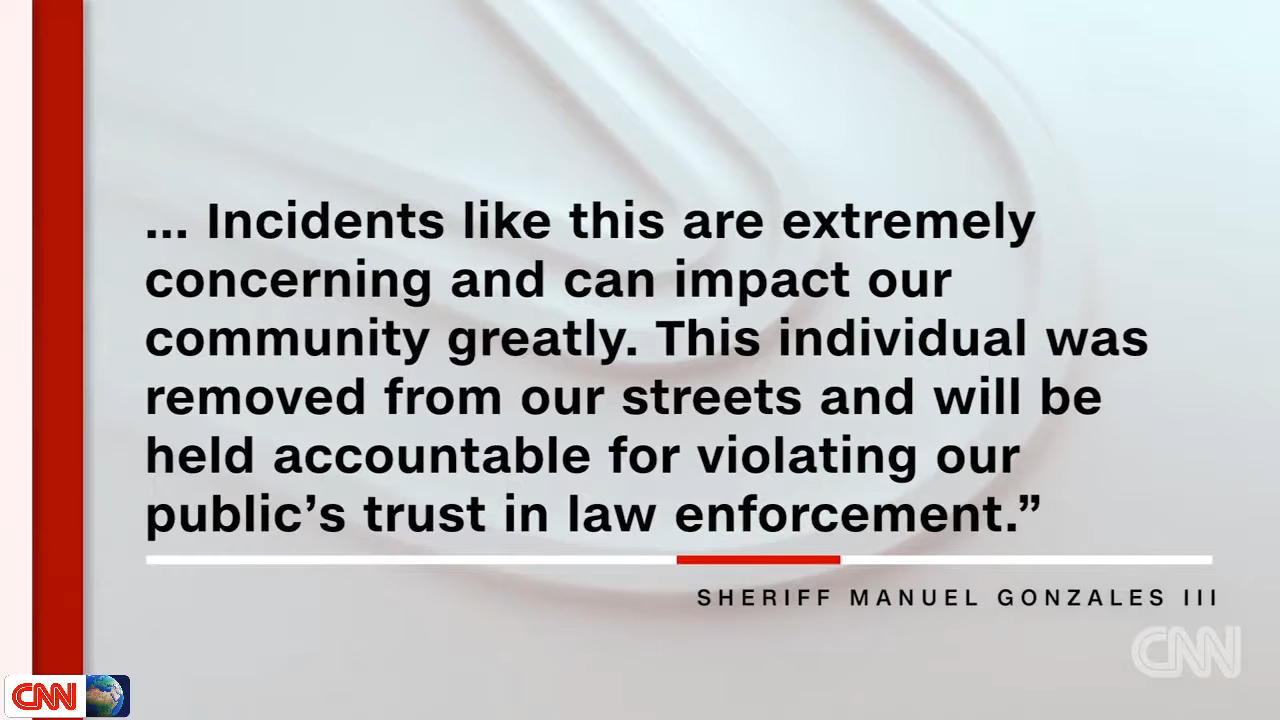 ... Incidents like this are extremely
concerning and can impact our
community greatly. This individual was
removed from our streets and will be
held accountable for violating our
public’s trust in law enforcement.”
SHERIFF MANUEL GONZALES III
CNN
CNN